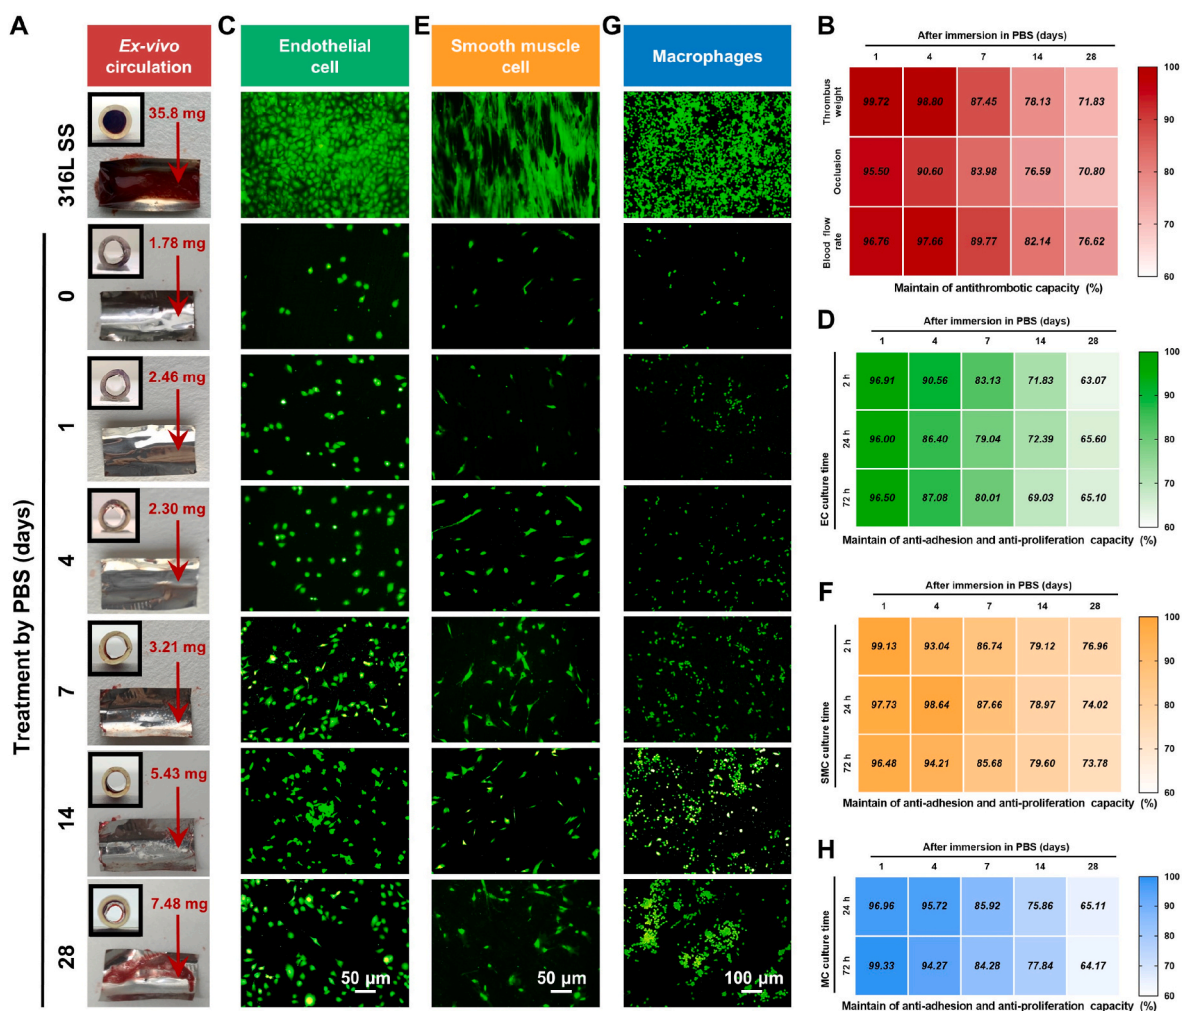 A
Ex-vivo
circulation
C
Endothelial
cell
E
Smooth muscle
cell
G
Macrophages
316L SS
35.8 mg
Treatment by PBS (days)
0
1.78 mg
1
2.46 mg
4
2.30 mg
7
3.21 mg
14
5.43 mg
28
7.48 mg
50 μm
50 μm
100 μm
B
After immersion in PBS (days)
1 4 7 14 28
Thrombus
weight
99.72 98.80 87.45 78.13 71.83
Occlusion
95.50 90.60 83.98 76.59 70.80
Blood flow
rate
96.76 97.66 89.77 82.14 76.62
100
90
80
70
60
Maintain of antithrombotic capacity (%)
D
After immersion in PBS (days)
1 4 7 14 28
EC culture time
2 h
96.91 90.56 83.13 71.83 63.07
24 h
96.00 86.40 79.04 72.39 65.60
72 h
96.50 87.08 80.01 69.03 65.10
100
90
80
70
60
Maintain of anti-adhesion and anti-proliferation capacity (%)
F
After immersion in PBS (days)
1 4 7 14 28
SMC culture time
2 h
99.13 93.04 86.74 79.12 76.96
24 h
97.73 98.64 87.66 78.97 74.02
72 h
96.48 94.21 85.68 79.60 73.78
100
90
80
70
60
Maintain of anti-adhesion and anti-proliferation capacity (%)
H
After immersion in PBS (days)
1 4 7 14 28
MC culture time
24 h
96.96 95.72 85.92 75.86 65.11
72 h
99.33 94.27 84.28 77.84 64.17
100
90
80
70
60
Maintain of anti-adhesion and anti-proliferation capacity (%)